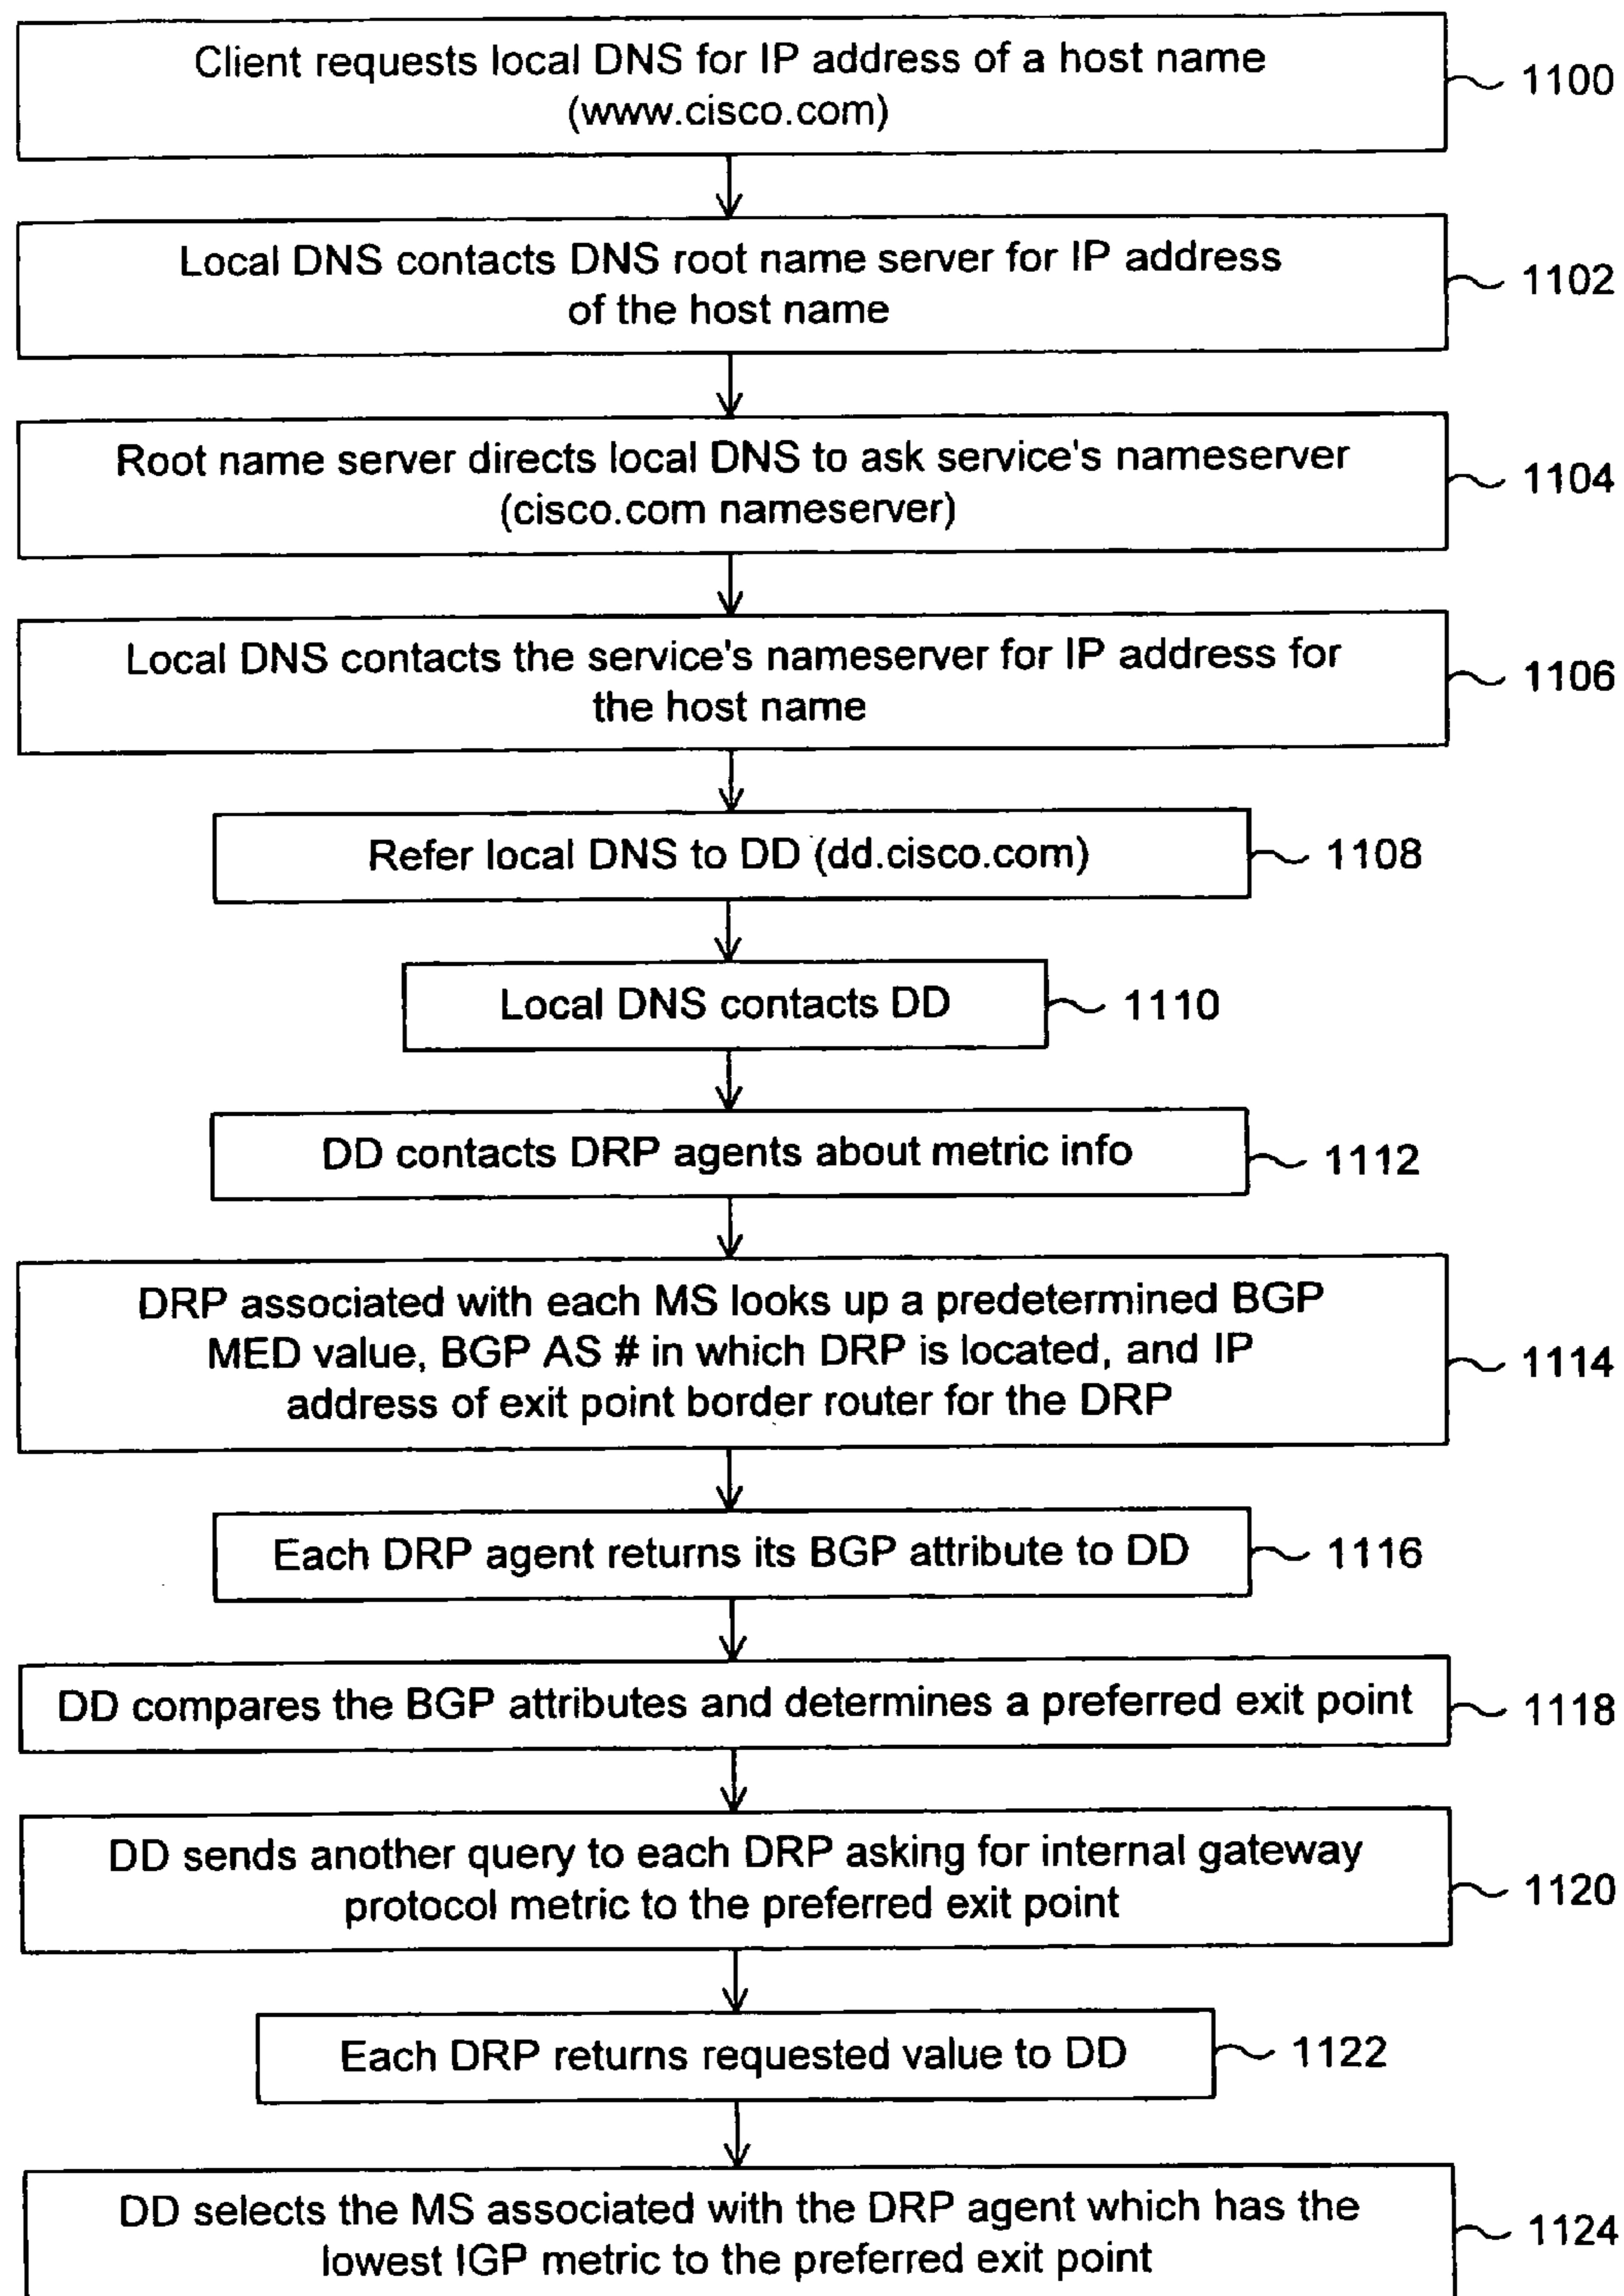 Client requests local DNS for IP address of a host name
(www.cisco.com)
1100
Local DNS contacts DNS root name server for IP address
of the host name
1102
Root name server directs local DNS to ask service's nameserver
(cisco.com nameserver)
1104
Local DNS contacts the service's nameserver for IP address for
the host name
1106
Refer local DNS to DD (dd.cisco.com)
1108
Local DNS contacts DD
1110
DD contacts DRP agents about metric info
1112
DRP associated with each MS looks up a predetermined BGP
MED value, BGP AS # in which DRP is located, and IP
address of exit point border router for the DRP
1114
Each DRP agent returns its BGP attribute to DD
1116
DD compares the BGP attributes and determines a preferred exit point
1118
DD sends another query to each DRP asking for internal gateway
protocol metric to the preferred exit point
1120
Each DRP returns requested value to DD
1122
DD selects the MS associated with the DRP agent which has the
lowest IGP metric to the preferred exit point
1124